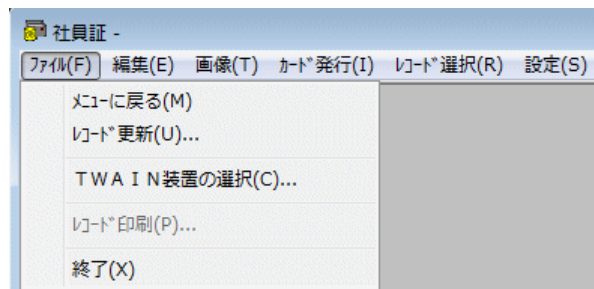 社員証 -
ﾌｧｲﾙ(F) 編集(E) 画像(T) ｶｰﾄﾞ発行(I) ﾚｺｰﾄﾞ選択(R) 設定(S)
ﾒﾆｭｰに戻る(M)
ﾚｺｰﾄﾞ更新(U)...
ＴＷＡＩＮ装置の選択(C)...
ﾚｺｰﾄﾞ印刷(P)...
終了(X)